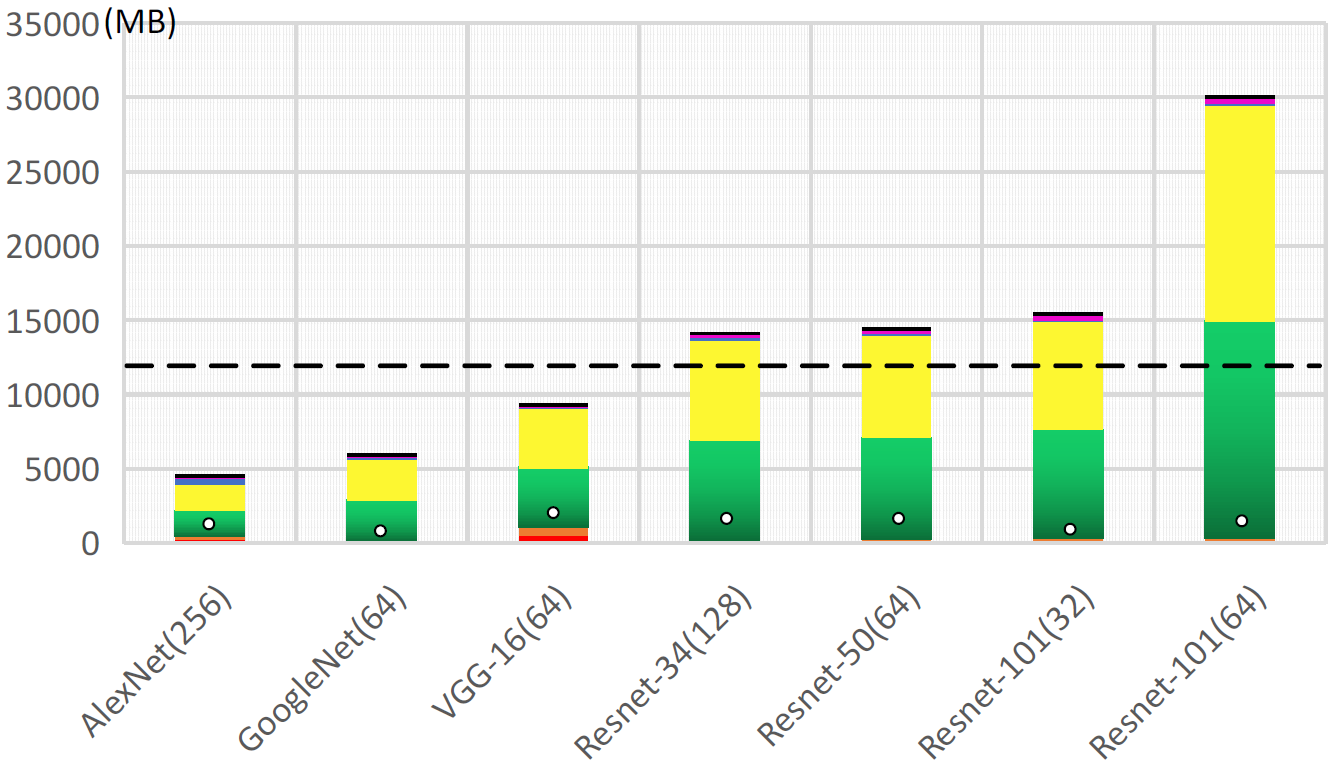 35000 (MB)
30000
25000
20000
15000
10000
5000
0
AlexNet(256)
GoogleNet(64)
VGG-16(64)
Resnet-34(128)
Resnet-50(64)
Resnet-101(32)
Resnet-101(64)